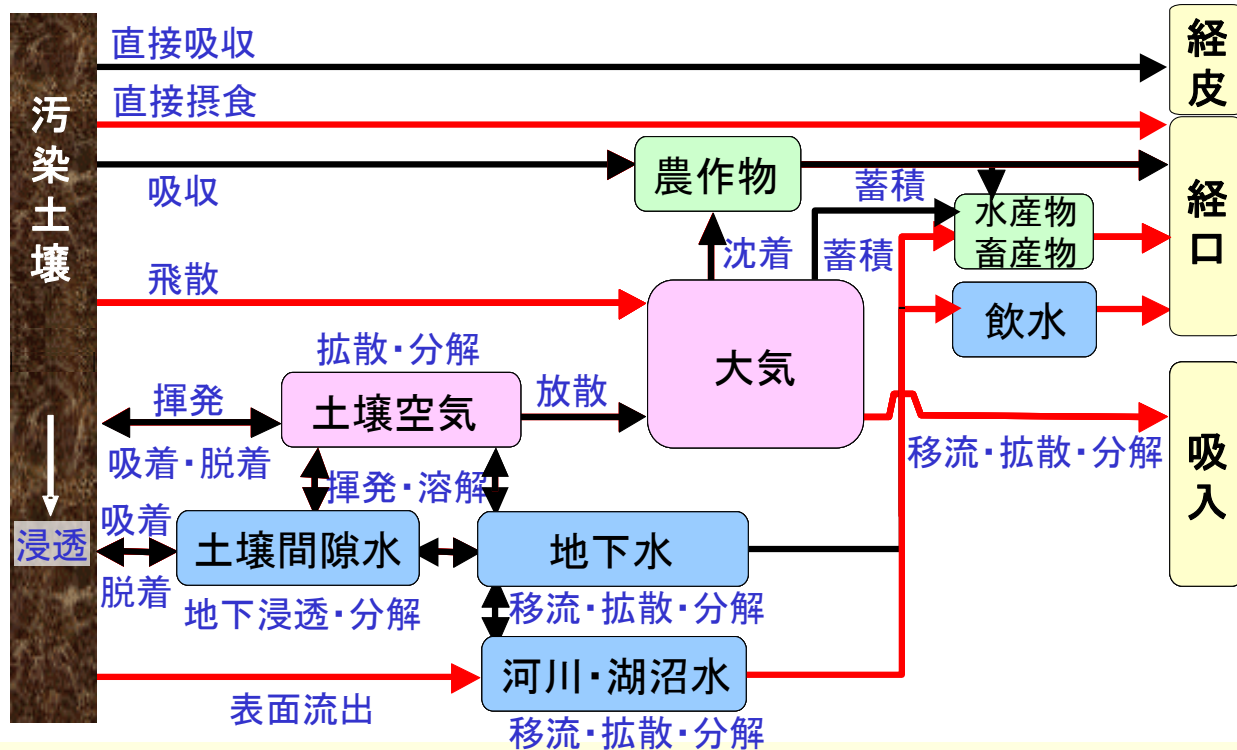 汚染土壌
浸透
直接吸収
経皮
直接摂食
経口
吸収
農作物
蓄積
水産物
畜産物
沈着
蓄積
飛散
飲水
大気
拡散・分解
土壌空気
放散
揮発
吸着・脱着
移流・拡散・分解
吸入
揮発・溶解
吸着
脱着
土壌間隙水
地下水
地下浸透・分解
移流・拡散・分解
河川・湖沼水
表面流出
移流・拡散・分解